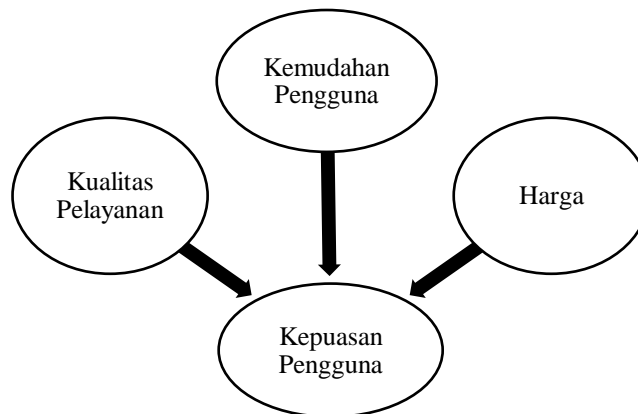 Kemudahan
Pengguna
Kualitas
Pelayanan
Harga
Kepuasan
Pengguna